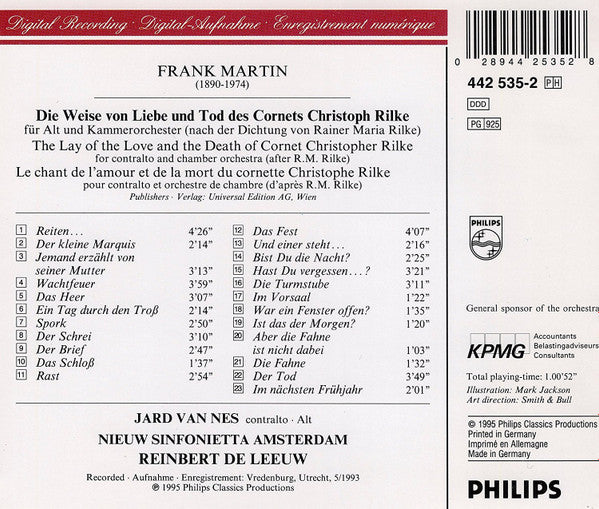 Digital Recording · Digital-Aufnahme · Enregistrement numérique
FRANK MARTIN
(1890-1974)
Die Weise von Liebe und Tod des Cornets Christoph Rilke
für Alt und Kammerorchester (nach der Dichtung von Rainer Maria Rilke)
The Lay of the Love and the Death of Cornet Christopher Rilke
for contralto and chamber orchestra (after R.M. Rilke)
Le chant de l'amour et de la mort du cornette Christophe Rilke
pour contralto et orchestre de chambre (d'après R.M. Rilke)
Publishers · Verlag: Universal Edition AG, Wien
1 Reiten... 4'26"
2 Der kleine Marquis 2'14"
3 Jemand erzählt von
seiner Mutter 3'13"
4 Wachtfeuer 3'59"
5 Das Heer 3'07"
6 Ein Tag durch den Troß 2'14"
7 Spork 2'50"
8 Der Schrei 3'10"
9 Der Brief 2'47"
10 Das Schloß 1'37"
11 Rast 2'54"
12 Das Fest 4'07"
13 Und einer steht... 2'16"
14 Bist Du die Nacht? 2'25"
15 Hast Du vergessen...? 3'21"
16 Die Turmstube 3'11"
17 Im Vorsaal 1'22"
18 War ein Fenster offen? 1'35"
19 Ist das der Morgen? 1'20"
20 Aber die Fahne
ist nicht dabei 1'03"
21 Die Fahne 1'32"
22 Der Tod 3'49"
23 Im nächsten Frühjahr 2'01"
JARD VAN NES contralto · Alt
NIEUW SINFONIETTA AMSTERDAM
REINBERT DE LEEUW
Recorded · Aufnahme · Enregistrement: Vredenburg, Utrecht, 5/1993
℗ 1995 Philips Classics Productions
0 28944 25352 8
442 535-2 PH
DDD
PG 925
PHILIPS
General sponsor of the orchestra
KPMG
Accountants
Belastingadviseurs
Consultants
Total playing-time: 1.00'52"
Illustration: Mark Jackson
Art direction: Smith & Bull
© 1995 Philips Classics Productions
Printed in Germany
Imprimé en Allemagne
Made in Germany
PHILIPS